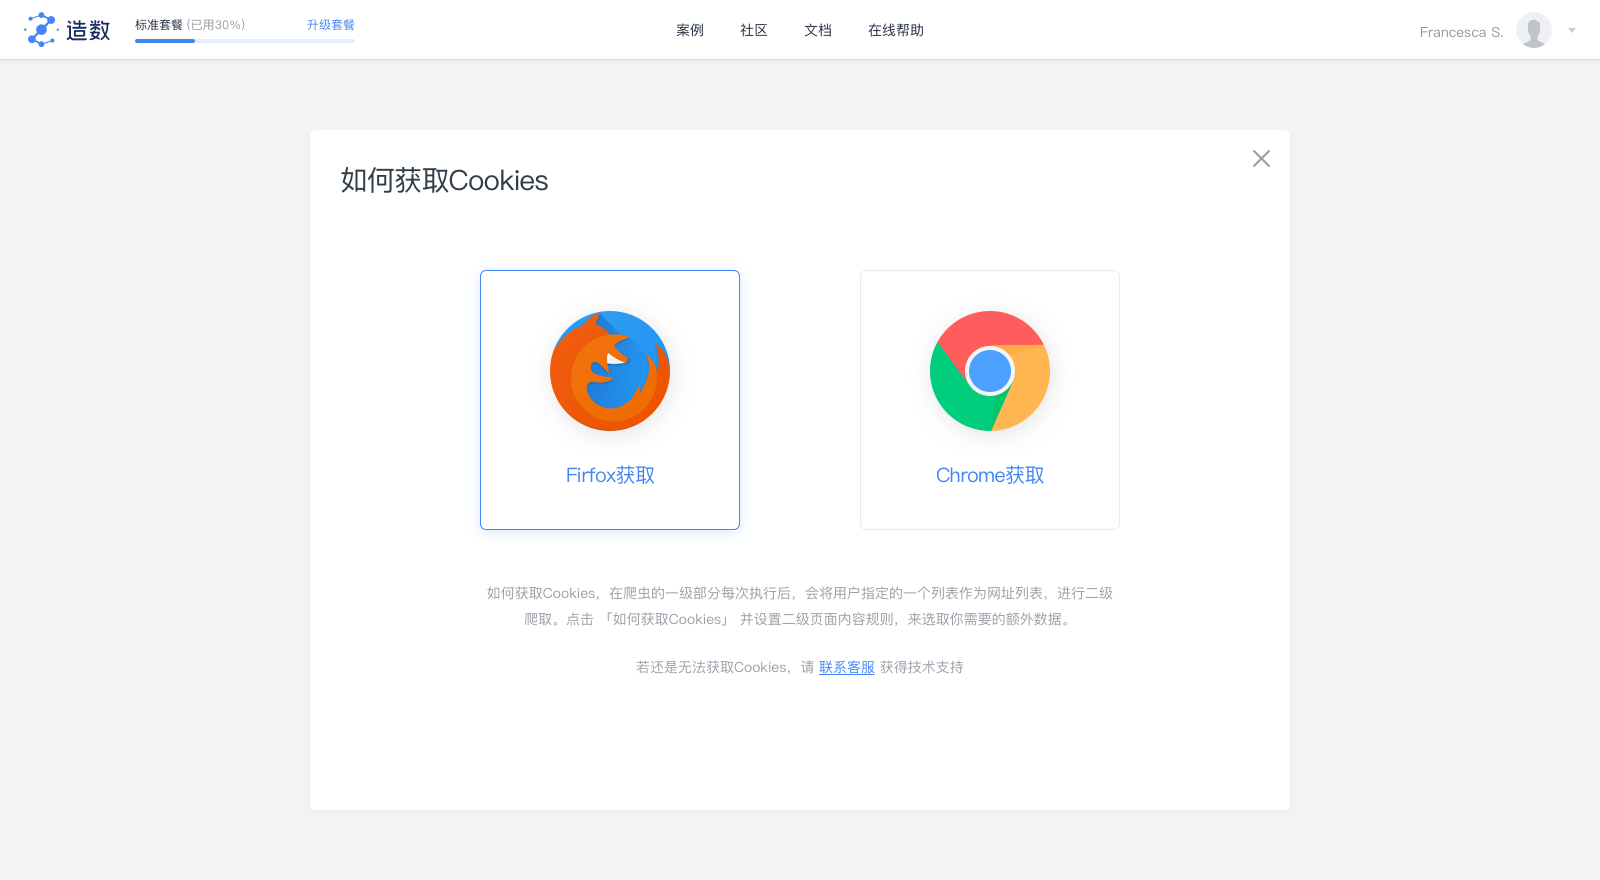 造数
标准套餐 (已用30%)
升级套餐
案例
社区
文档
在线帮助
Francesca S.
如何获取Cookies
Firfox获取
Chrome获取
如何获取Cookies，在爬虫的一级部分每次执行后，会将用户指定的一个列表作为网址列表，进行二级
爬取。点击 「如何获取Cookies」 并设置二级页面内容规则，来选取你需要的额外数据。
若还是无法获取Cookies，请 联系客服 获得技术支持